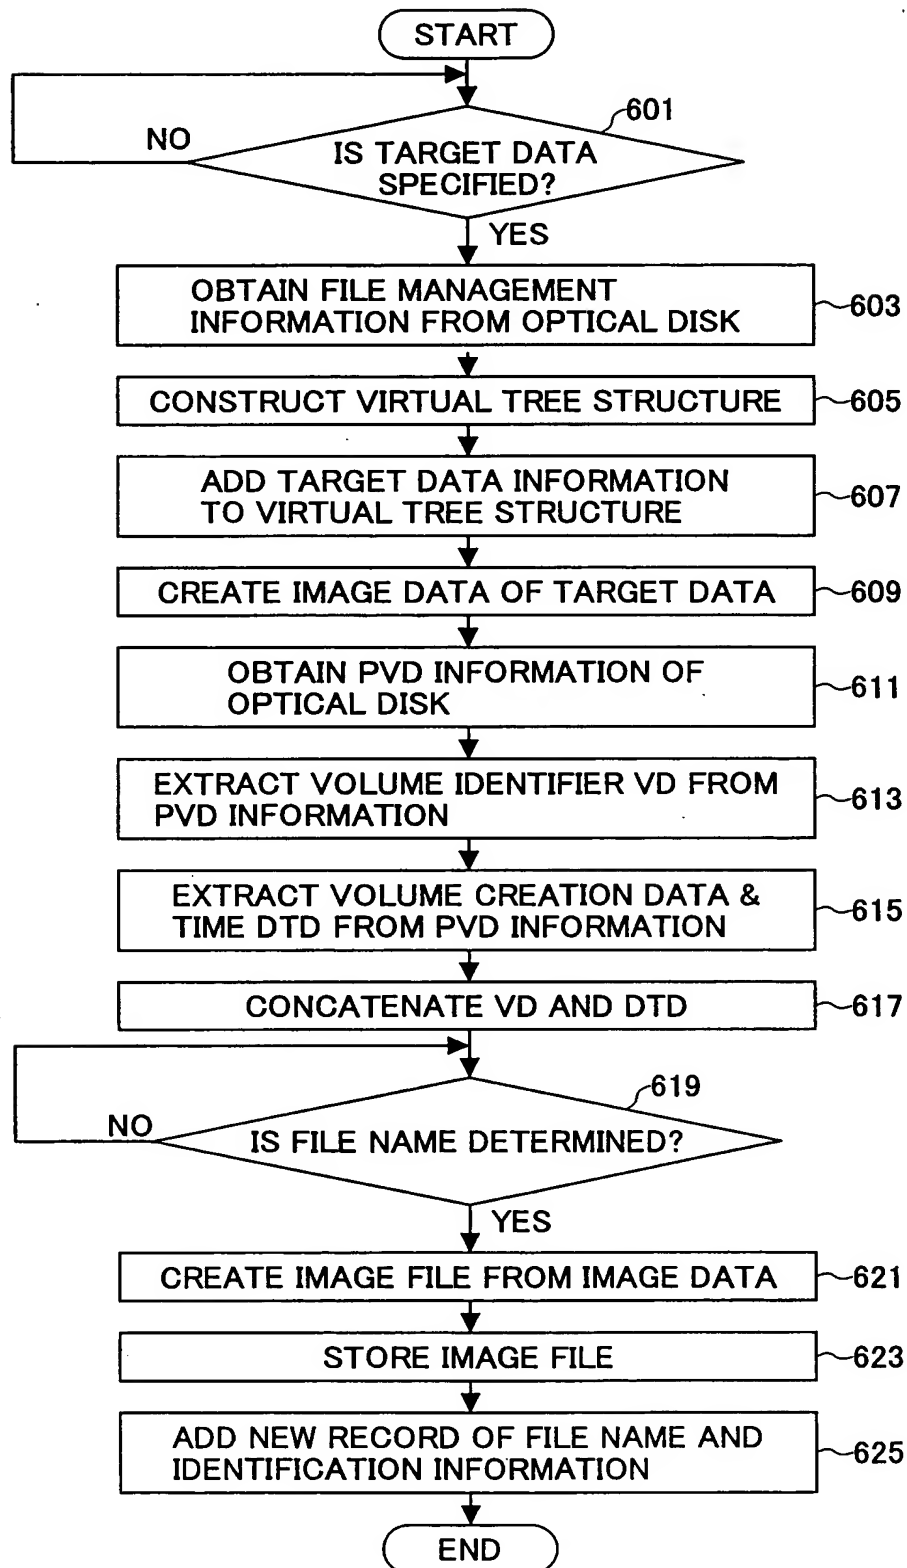 START
601
NO
IS TARGET DATA
SPECIFIED?
YES
OBTAIN FILE MANAGEMENT
INFORMATION FROM OPTICAL DISK
603
CONSTRUCT VIRTUAL TREE STRUCTURE
605
ADD TARGET DATA INFORMATION
TO VIRTUAL TREE STRUCTURE
607
CREATE IMAGE DATA OF TARGET DATA
609
OBTAIN PVD INFORMATION OF
OPTICAL DISK
611
EXTRACT VOLUME IDENTIFIER VD FROM
PVD INFORMATION
613
EXTRACT VOLUME CREATION DATA &
TIME DTD FROM PVD INFORMATION
615
CONCATENATE VD AND DTD
617
619
NO
IS FILE NAME DETERMINED?
YES
CREATE IMAGE FILE FROM IMAGE DATA
621
STORE IMAGE FILE
623
ADD NEW RECORD OF FILE NAME AND
IDENTIFICATION INFORMATION
625
END